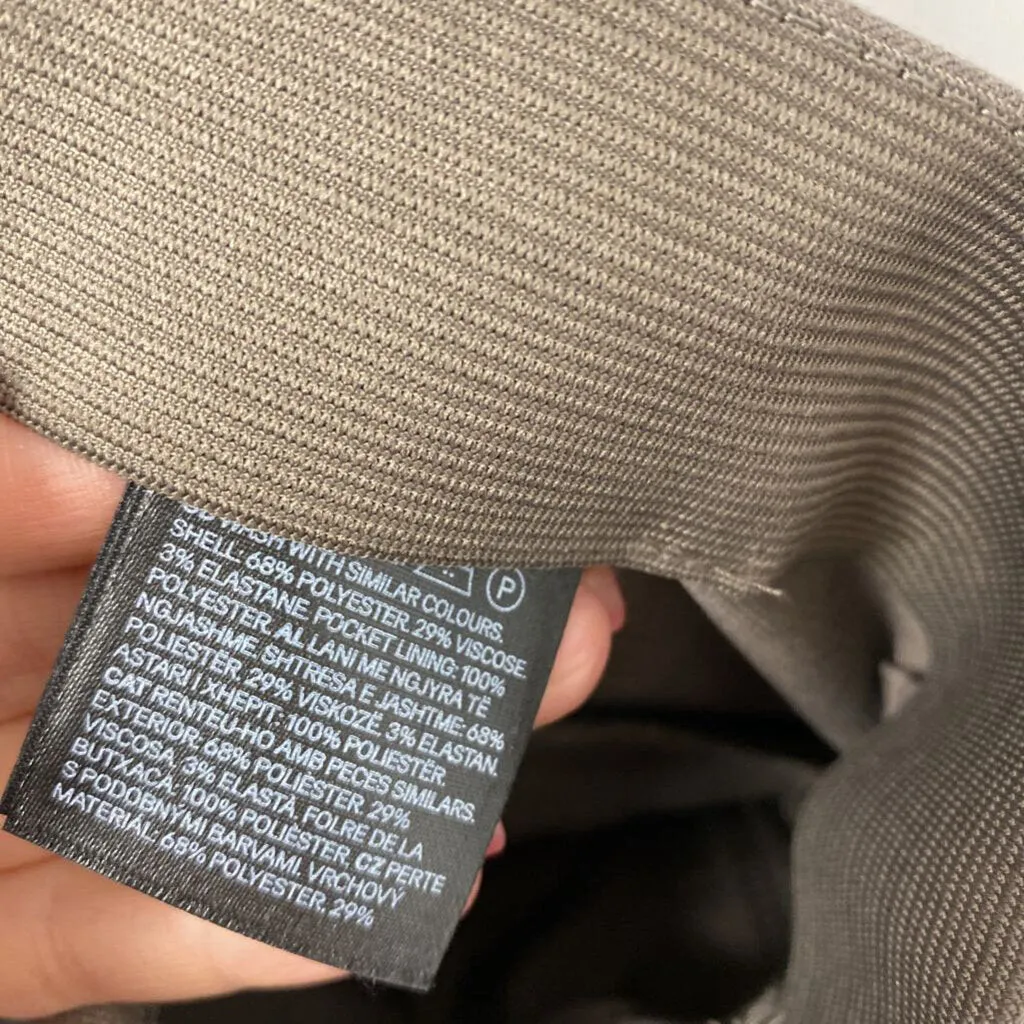 P
WASH WITH SIMILAR COLOURS.
SHELL: 68% POLYESTER. 29% VISCOSE.
3% ELASTANE. POCKET LINING: 100%
POLYESTER. AL LANI ME NGJYRA TË
NGJASHME. SHTRESA E JASHTME: 68%
POLIESTËR, 29% VISKOZË, 3% ELASTAN.
ASTARI I XHEPIT: 100% POLIESTËR.
CAT RENTEU-HO AMB PECES SIMILARS.
EXTERIOR, 68% POLIÈSTER, 29%
VISCOSA, 3% ELASTÀ, FOLRE DE LA
BUTXACA, 100% POLIÈSTER. CZ PERTE
S PODOBNÝMI BARVAMI. VRCHOVÝ
MATERIÁL: 68% POLYESTER, 29%